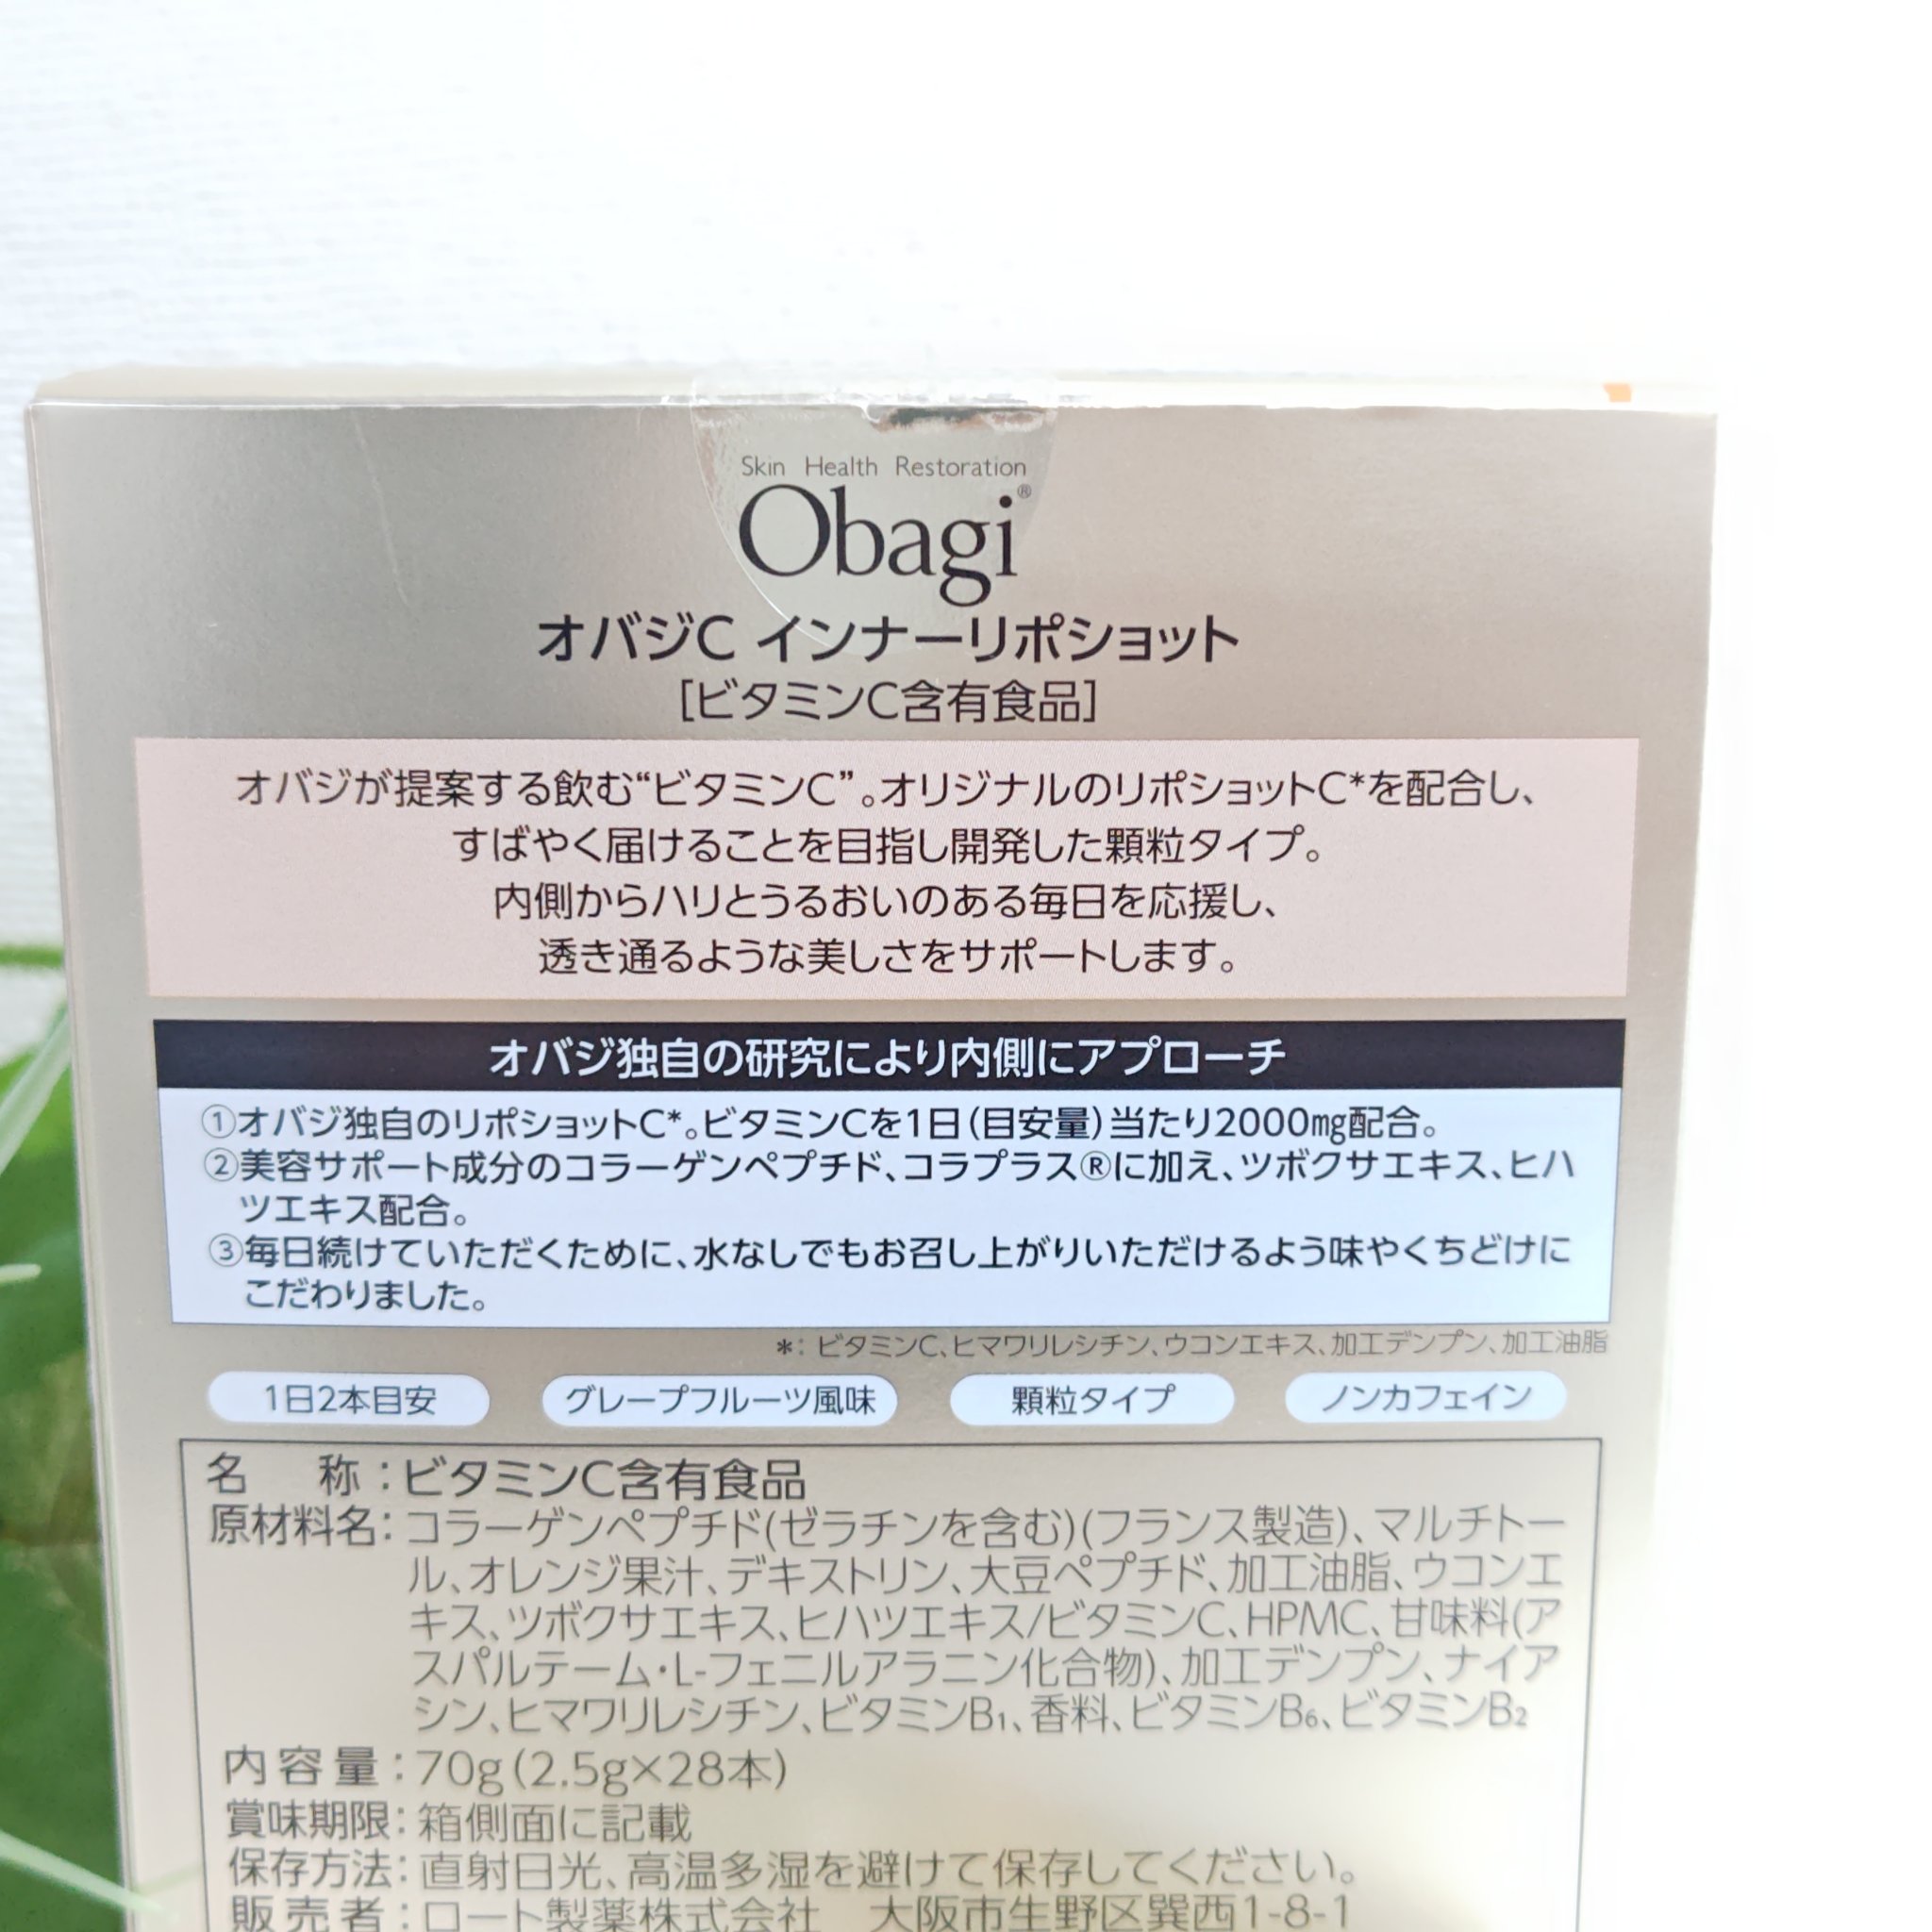 Skin Health Restoration
Obagi®
オバジC インナーリポショット
[ビタミンC含有食品]
オバジが提案する飲む“ビタミンC”。オリジナルのリポショットC*を配合し、
すばやく届けることを目指し開発した顆粒タイプ。
内側からハリとうるおいのある毎日を応援し、
透き通るような美しさをサポートします。
オバジ独自の研究により内側にアプローチ
①オバジ独自のリポショットC*。ビタミンCを1日(目安量)当たり2000㎎配合。
②美容サポート成分のコラーゲンペプチド、コラプラス®に加え、ツボクサエキス、ヒハ
ツエキス配合。
③毎日続けていただくために、水なしでもお召し上がりいただけるよう味やくちどけに
こだわりました。
*: ビタミンC、ヒマワリレシチン、ウコンエキス、加工デンプン、加工油脂
1日2本目安 グレープフルーツ風味 顆粒タイプ ノンカフェイン
名 称:ビタミンC含有食品
原材料名:コラーゲンペプチド(ゼラチンを含む)(フランス製造)、マルチトー
ル、オレンジ果汁、デキストリン、大豆ペプチド、加工油脂、ウコンエ
キス、ツボクサエキス、ヒハツエキス/ビタミンC、HPMC、甘味料(ア
スパルテーム・L-フェニルアラニン化合物)、加工デンプン、ナイア
シン、ヒマワリレシチン、ビタミンB₁、香料、ビタミンB₆、ビタミンB₂
内容量:70g(2.5g×28本)
賞味期限:箱側面に記載
保存方法:直射日光、高温多湿を避けて保存してください。
販売者:ロート製薬株式会社 大阪市生野区巽西1-8-1